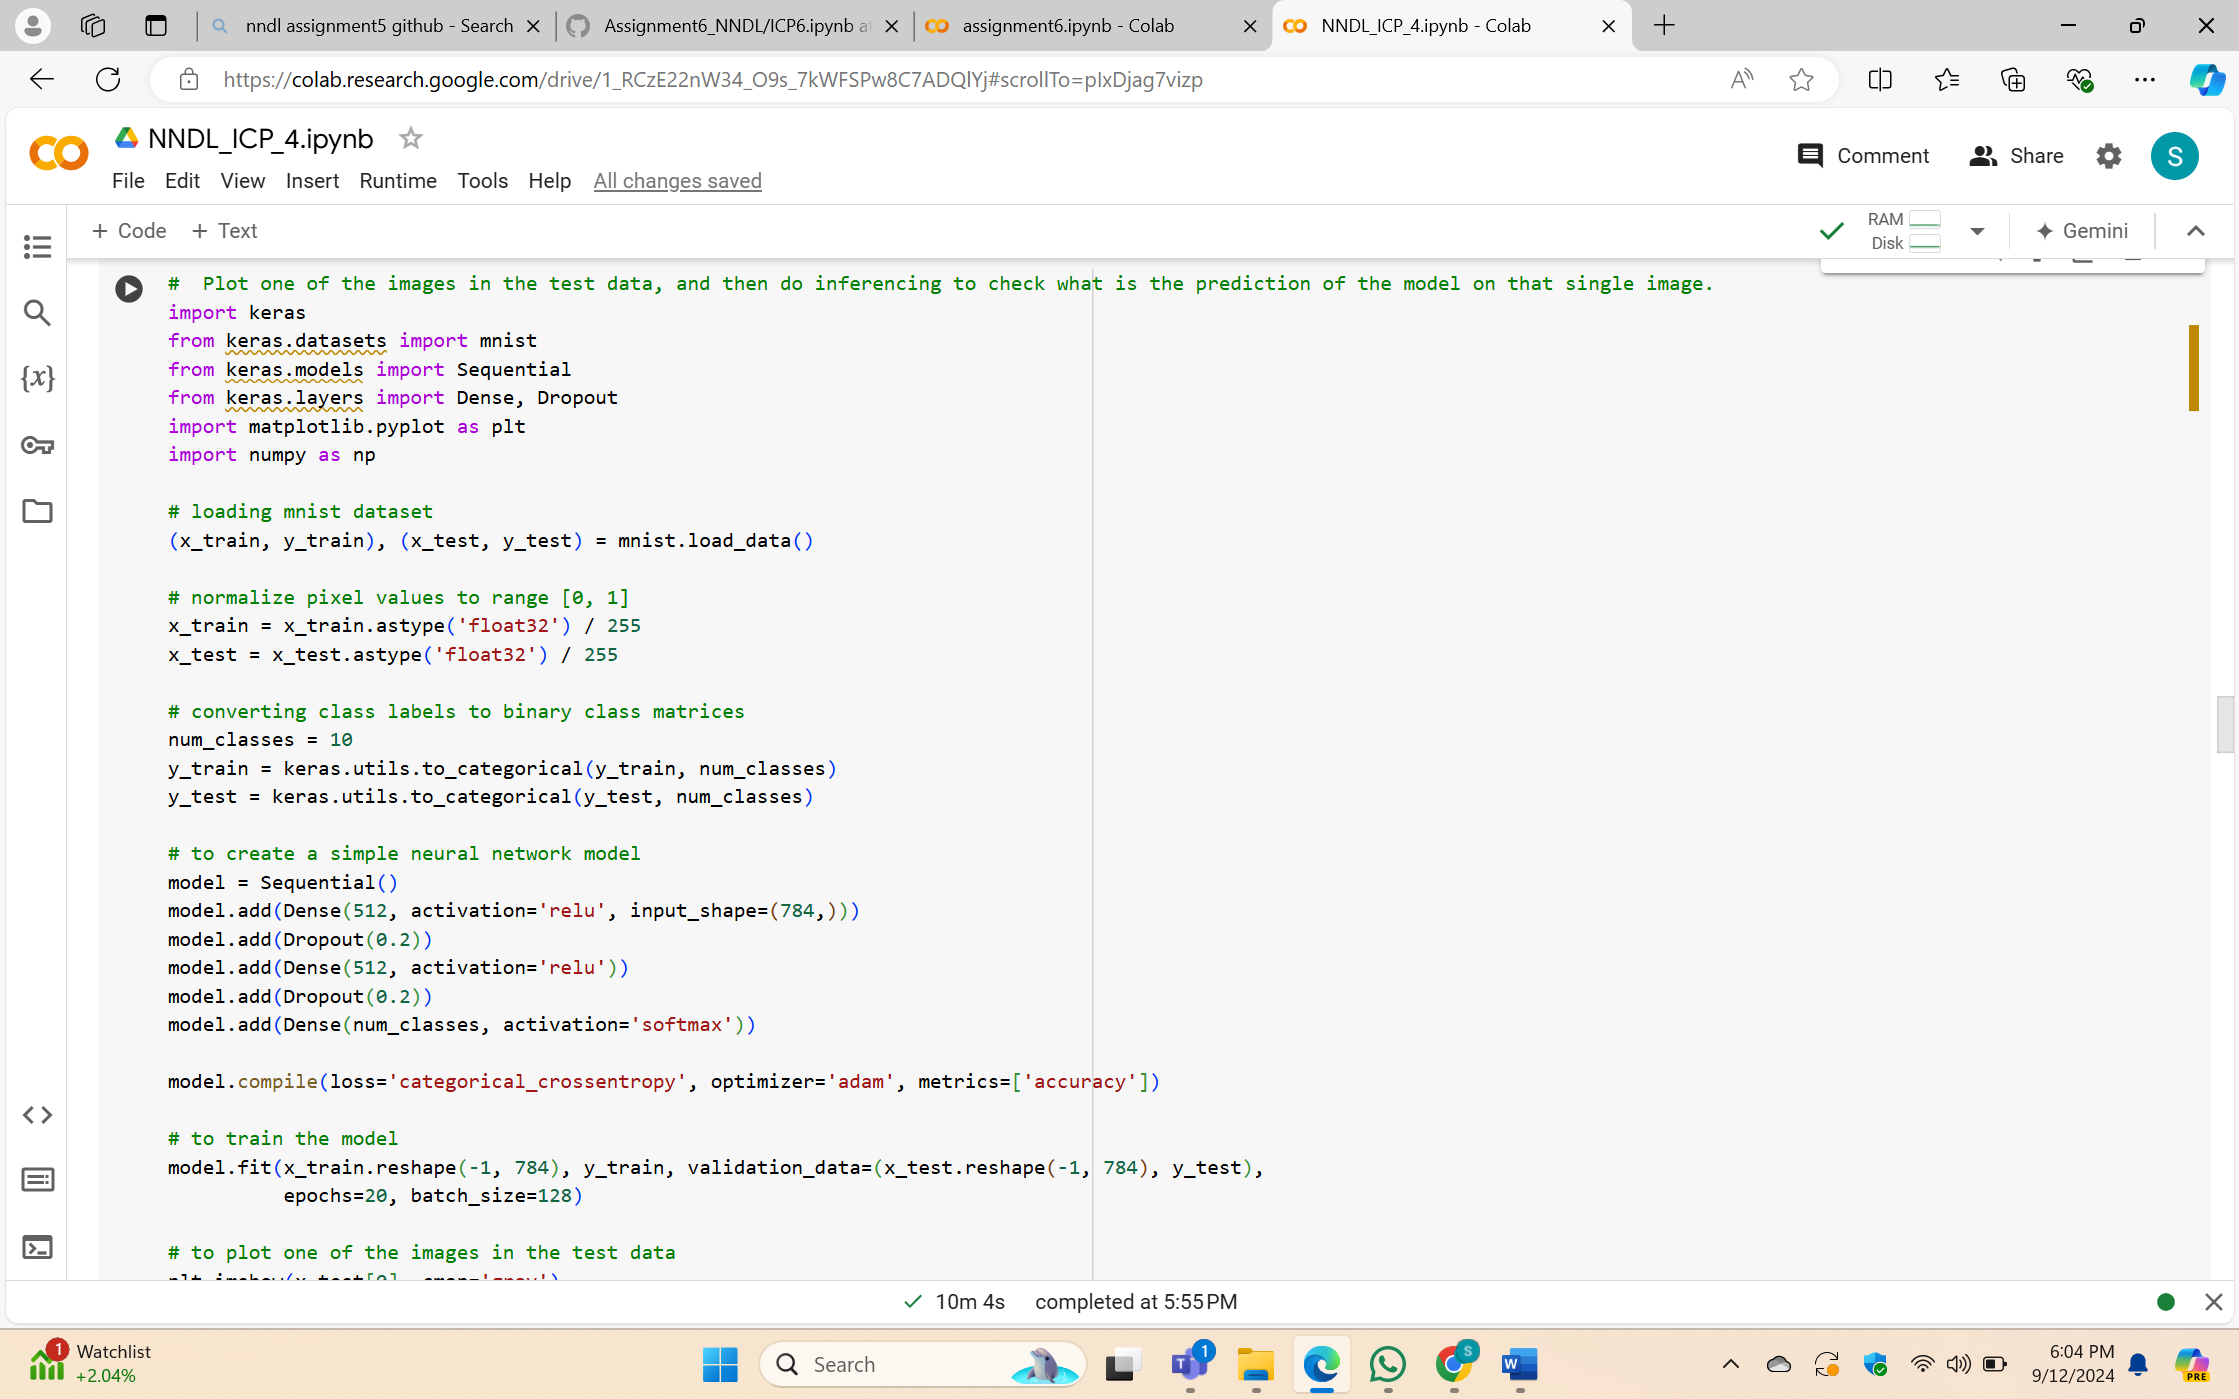 nndl assignment5 github - Search
Assignment6_NNDL/ICP6.ipynb at
assignment6.ipynb - Colab
NNDL_ICP_4.ipynb - Colab
https://colab.research.google.com/drive/1_RCzE22nW34_O9s_7kWFSPw8C7ADQlYj#scrollTo=pIxDjag7vizp
NNDL_ICP_4.ipynb
Comment
Share
S
File Edit View Insert Runtime Tools Help All changes saved
+ Code + Text
RAM
Disk
Gemini
# Plot one of the images in the test data, and then do inferencing to check what is the prediction of the model on that single image.
import keras
from keras.datasets import mnist
from keras.models import Sequential
from keras.layers import Dense, Dropout
import matplotlib.pyplot as plt
import numpy as np
# loading mnist dataset
(x_train, y_train), (x_test, y_test) = mnist.load_data()
# normalize pixel values to range [0, 1]
x_train = x_train.astype('float32') / 255
x_test = x_test.astype('float32') / 255
# converting class labels to binary class matrices
num_classes = 10
y_train = keras.utils.to_categorical(y_train, num_classes)
y_test = keras.utils.to_categorical(y_test, num_classes)
# to create a simple neural network model
model = Sequential()
model.add(Dense(512, activation='relu', input_shape=(784,)))
model.add(Dropout(0.2))
model.add(Dense(512, activation='relu'))
model.add(Dropout(0.2))
model.add(Dense(num_classes, activation='softmax'))
model.compile(loss='categorical_crossentropy', optimizer='adam', metrics=['accuracy'])
# to train the model
model.fit(x_train.reshape(-1, 784), y_train, validation_data=(x_test.reshape(-1, 784), y_test),
epochs=20, batch_size=128)
# to plot one of the images in the test data
plt.imshow(x_test[0], cmap='gray')
10m 4s completed at 5:55 PM
1
Watchlist
+2.04%
Search
1
S
6:04 PM
9/12/2024
PRE